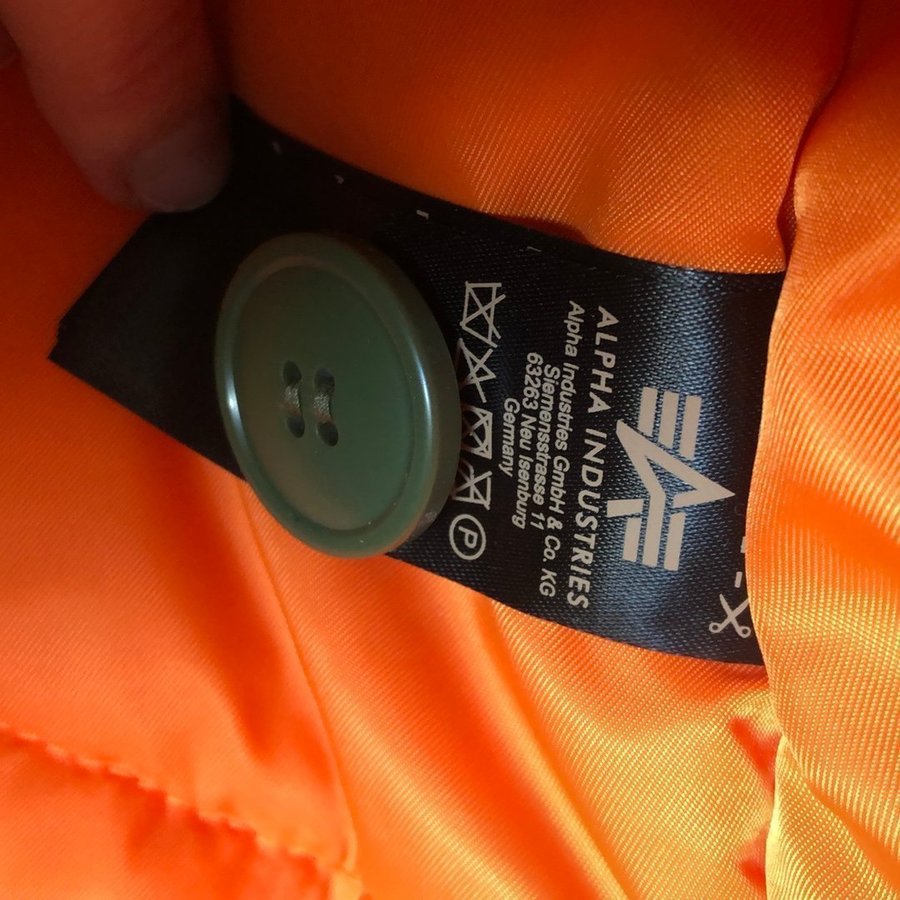 ALPHA INDUSTRIES
Alpha Industries GmbH & Co. KG
Siemensstrasse 11
63263 Neu Isenburg
Germany
P